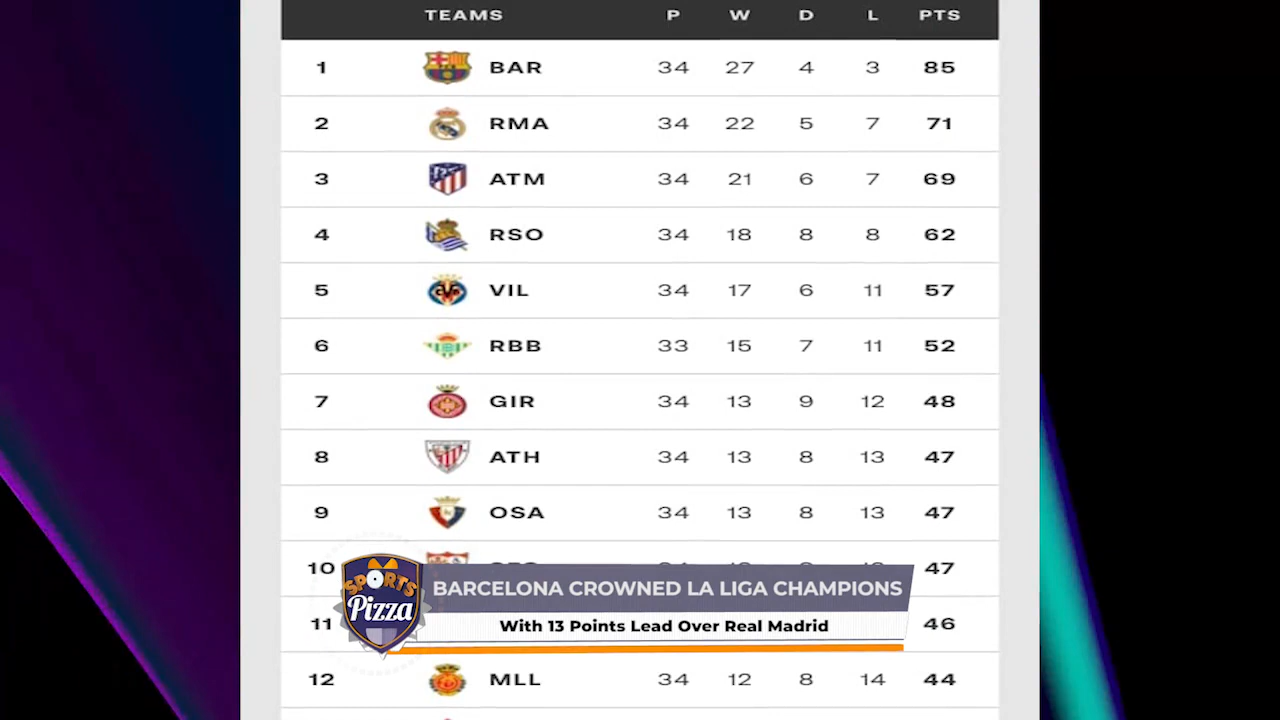 TEAMS P W D L PTS
1 BAR 34 27 4 3 85
2 RMA 34 22 5 7 71
3 ATM 34 21 6 7 69
4 RSO 34 18 8 8 62
5 VIL 34 17 6 11 57
6 RBB 33 15 7 11 52
7 GIR 34 13 9 12 48
8 ATH 34 13 8 13 47
9 OSA 34 13 8 13 47
10 47
SPORTS
Pizza
BARCELONA CROWNED LA LIGA CHAMPIONS
With 13 Points Lead Over Real Madrid
11 46
12 MLL 34 12 8 14 44